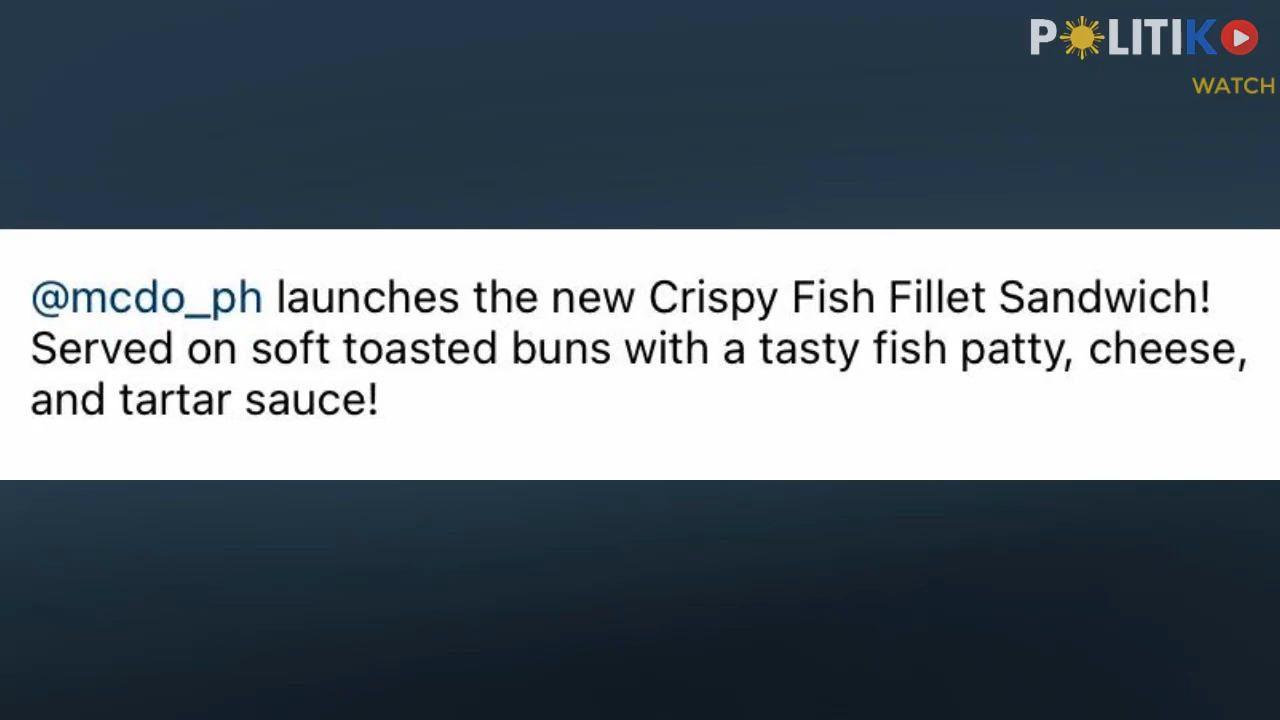 POLITIKO
WATCH
@mcdo_ph launches the new Crispy Fish Fillet Sandwich!
Served on soft toasted buns with a tasty fish patty, cheese,
and tartar sauce!